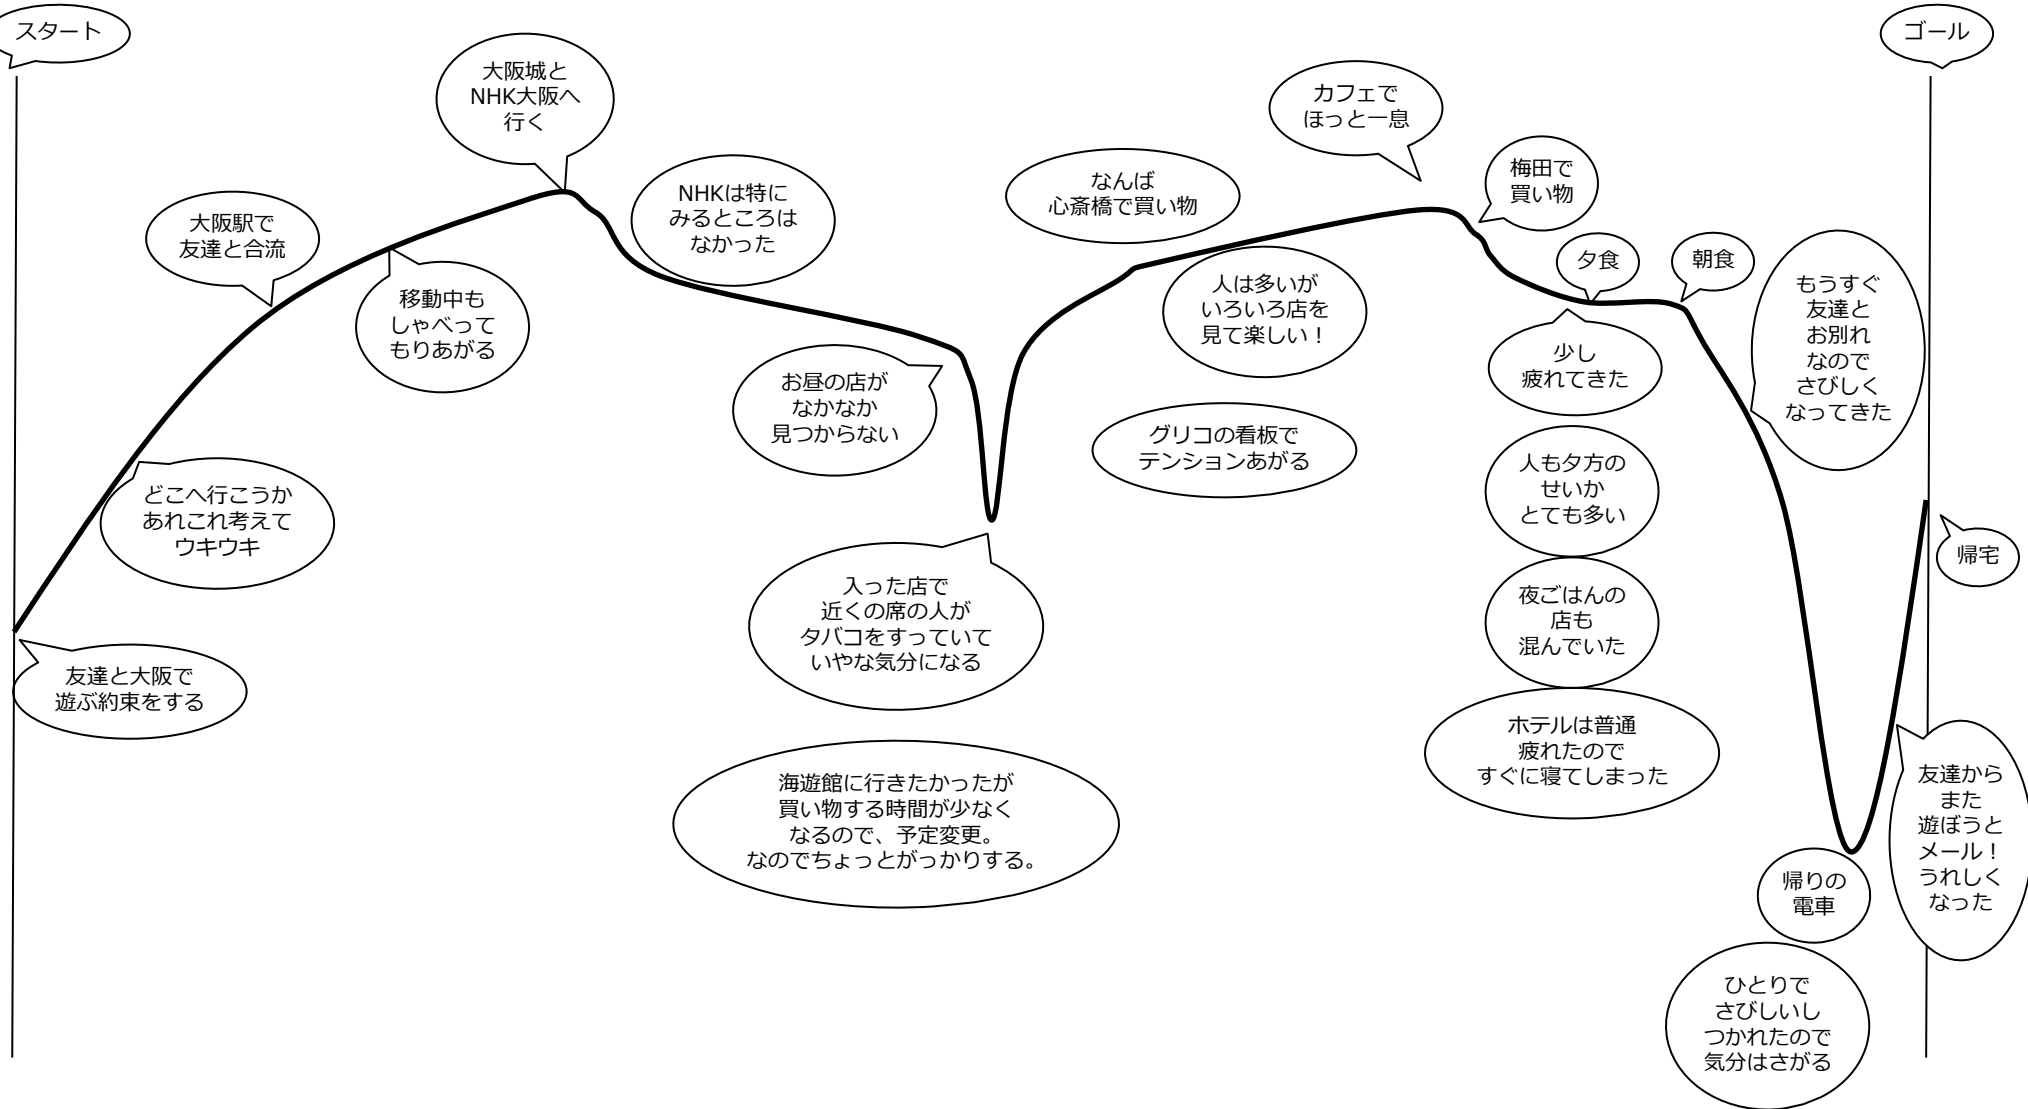 スタート
ゴール
大阪城と
NHK大阪へ
行く
カフェで
ほっと一息
梅田で
買い物
なんば
心斎橋で買い物
NHKは特に
みるところは
なかった
大阪駅で
友達と合流
移動中も
しゃべって
もりあがる
夕食
朝食
もうすぐ
友達と
お別れ
なので
さびしく
なってきた
人は多いが
いろいろ店を
見て楽しい！
少し
疲れてきた
お昼の店が
なかなか
見つからない
グリコの看板で
テンションあがる
人も夕方の
せいか
とても多い
どこへ行こうか
あれこれ考えて
ウキウキ
帰宅
入った店で
近くの席の人が
タバコをすっていて
いやな気分になる
夜ごはんの
店も
混んでいた
友達と大阪で
遊ぶ約束をする
ホテルは普通
疲れたので
すぐに寝てしまった
海遊館に行きたかったが
買い物する時間が少なく
なるので、予定変更。
なのでちょっとがっかりする。
友達から
また
遊ぼうと
メール！
うれしく
なった
帰りの
電車
ひとりで
さびしいし
つかれたので
気分はさがる